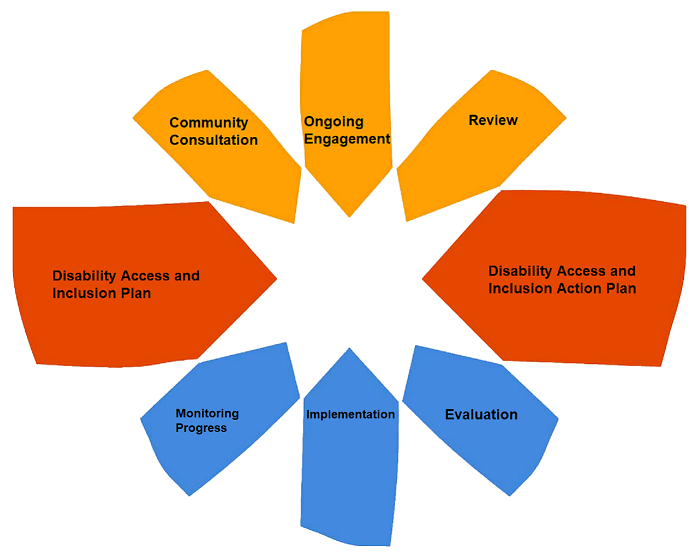 Community
Consultation
Ongoing
Engagement
Review
Disability Access and
Inclusion Plan
Disability Access and
Inclusion Action Plan
Monitoring
Progress
Implementation
Evaluation